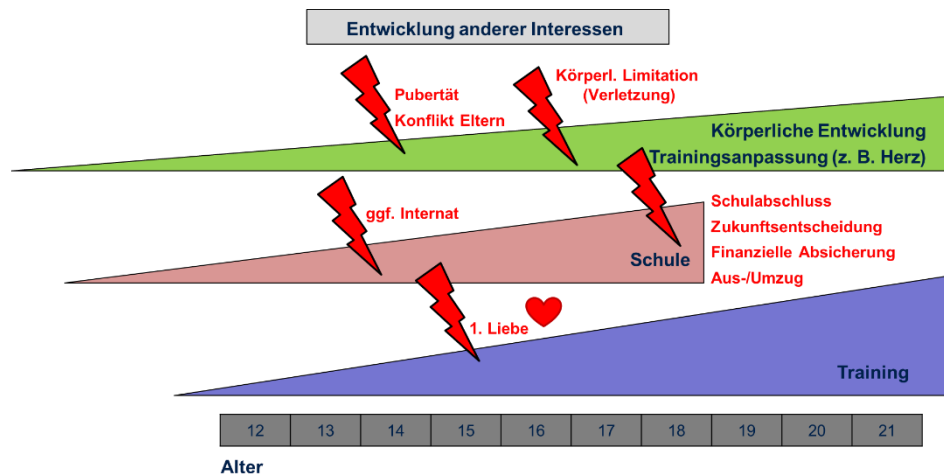 Entwicklung anderer Interessen
Pubertät
Konflikt Eltern
Körperl. Limitation
(Verletzung)
Körperliche Entwicklung
Trainingsanpassung (z. B. Herz)
ggf. Internat
Schule
Schulabschluss
Zukunftsentscheidung
Finanzielle Absicherung
Aus-/Umzug
1. Liebe
Training
12 13 14 15 16 17 18 19 20 21
Alter